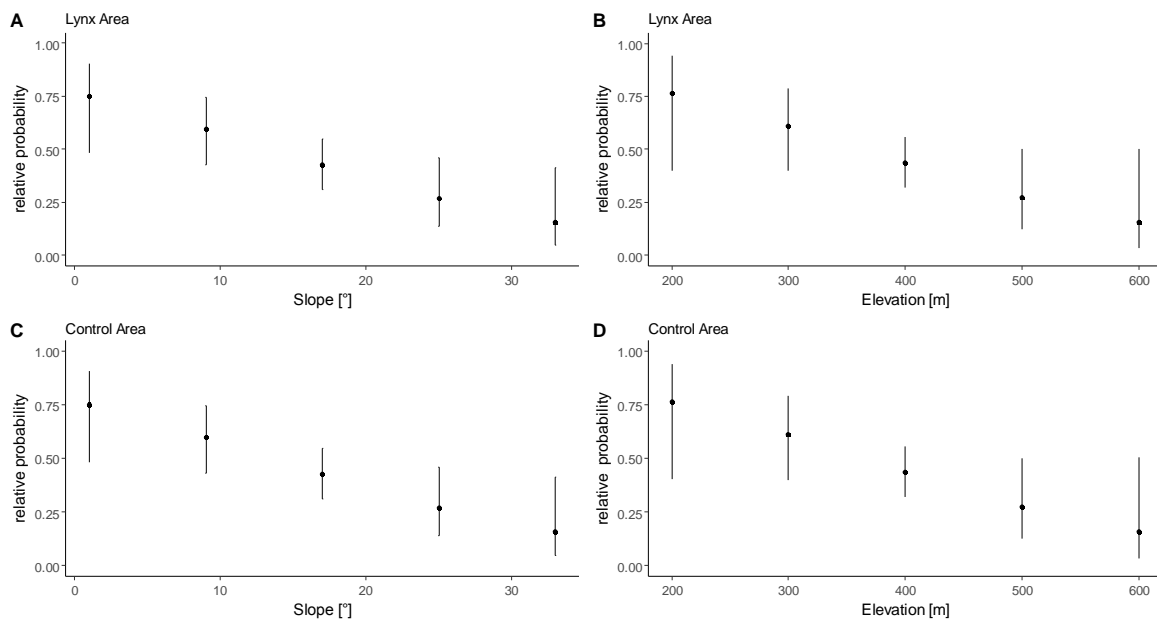 A Lynx Area
relative probability
1.00
0.75
0.50
0.25
0.00
0 10 20 30
Slope [°]
B Lynx Area
relative probability
1.00
0.75
0.50
0.25
0.00
200 300 400 500 600
Elevation [m]
C Control Area
relative probability
1.00
0.75
0.50
0.25
0.00
0 10 20 30
Slope [°]
D Control Area
relative probability
1.00
0.75
0.50
0.25
0.00
200 300 400 500 600
Elevation [m]